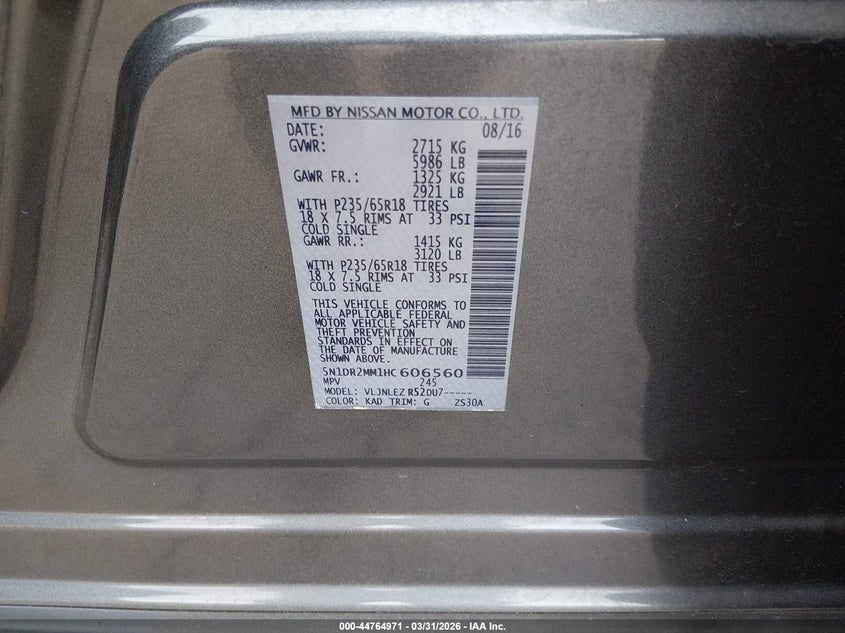 MFD BY NISSAN MOTOR CO., LTD.
DATE: 08/16
GVWR: 2715 KG
5986 LB
GAWR FR.: 1325 KG
2921 LB
WITH P235/65R18 TIRES
18 X 7.5 RIMS AT 33 PSI
COLD SINGLE
GAWR RR.: 1415 KG
3120 LB
WITH P235/65R18 TIRES
18 X 7.5 RIMS AT 33 PSI
COLD SINGLE
THIS VEHICLE CONFORMS TO
ALL APPLICABLE FEDERAL
MOTOR VEHICLE SAFETY AND
THEFT PREVENTION
STANDARDS IN EFFECT ON
THE DATE OF MANUFACTURE
SHOWN ABOVE.
5N1DR2MM1HC606560
MPV 245
MODEL: VLJNLEZ R52DU7-----
COLOR: KAD TRIM: G ZS30A
000-44764971 - 03/31/2026 - IAA Inc.